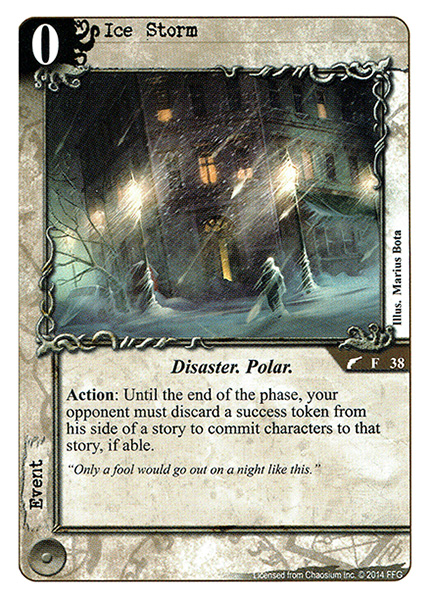 0
Ice Storm
Illus. Marius Bota
Disaster. Polar.
F 38
Action: Until the end of the phase, your
opponent must discard a success token from
his side of a story to commit characters to that
story, if able.
“Only a fool would go out on a night like this.”
Event
Licensed from Chaosium Inc. © 2014 FFG